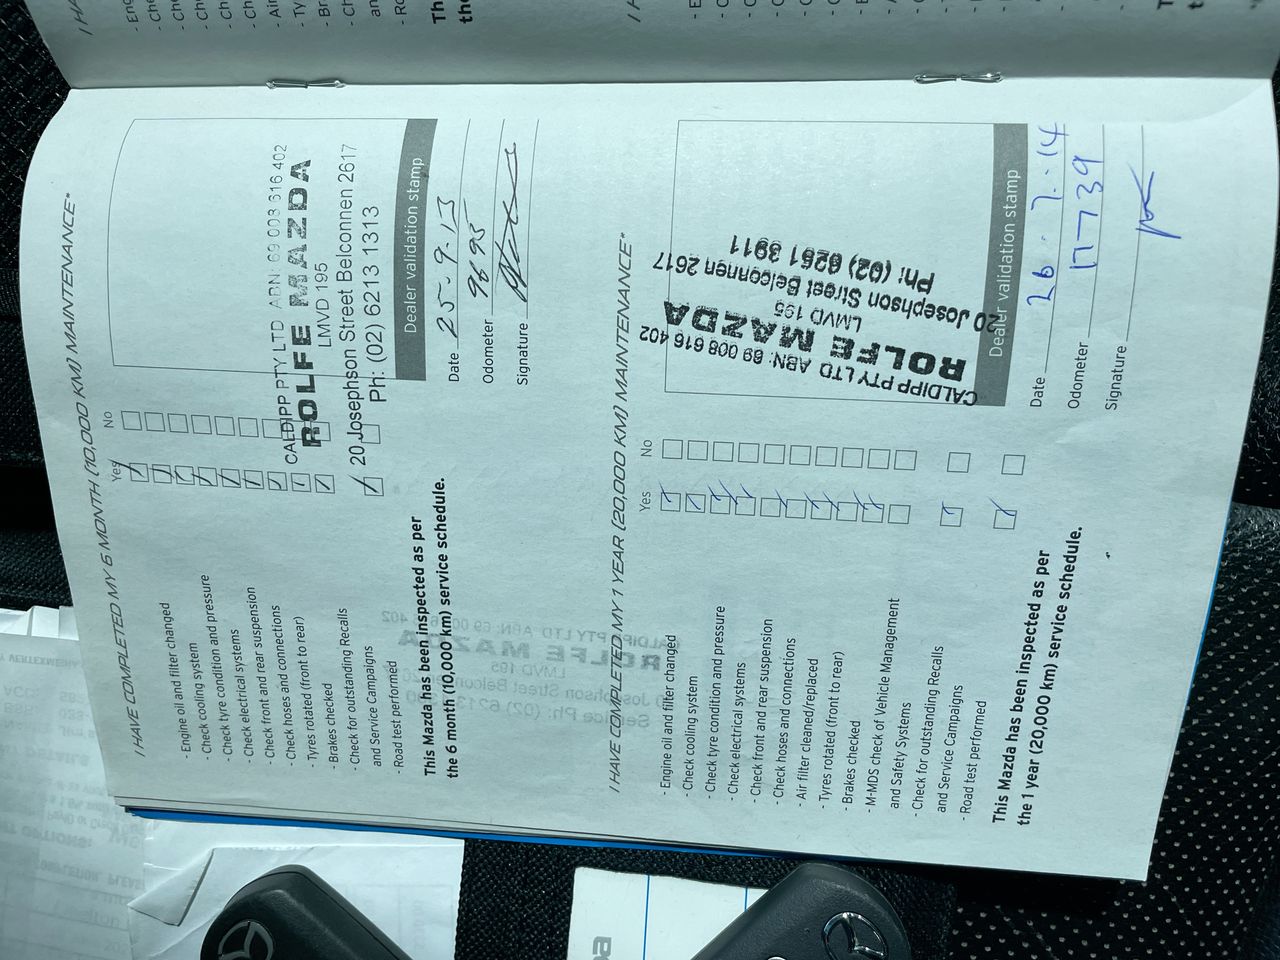 I HAVE COMPLETED MY 6 MONTH (10,000 KM) MAINTENANCE*
Yes No
- Engine oil and filter changed
- Check cooling system
- Check tyre condition and pressure
- Check electrical systems
- Check front and rear suspension
- Check hoses and connections
- Tyres rotated (front to rear)
- Brakes checked
- Check for outstanding Recalls
and Service Campaigns
- Road test performed
This Mazda has been inspected as per
the 6 month (10,000 km) service schedule.
CALDIPP PTY LTD ABN 69 008 616 402
ROLFE MAZDA
LMVD 195
20 Josephson Street Belconnen 2617
Ph: (02) 6213 1313
Dealer validation stamp
Date 25.9.13
Odometer 9695
Signature
I HAVE COMPLETED MY 1 YEAR (20,000 KM) MAINTENANCE*
Yes No
- Engine oil and filter changed
- Check cooling system
- Check tyre condition and pressure
- Check electrical systems
- Check front and rear suspension
- Check hoses and connections
- Air filter cleaned/replaced
- Tyres rotated (front to rear)
- Brakes checked
- M-MDS check of Vehicle Management
and Safety Systems
- Check for outstanding Recalls
and Service Campaigns
- Road test performed
This Mazda has been inspected as per
the 1 year (20,000 km) service schedule.
CALDIPP PTY LTD ABN: 69 008 616 402
ROLFE MAZDA
LMVD 195
20 Josephson Street Belconnen 2617
Ph: (02) 6251 3911
Dealer validation stamp
Date 26.7.14
Odometer 17739
Signature